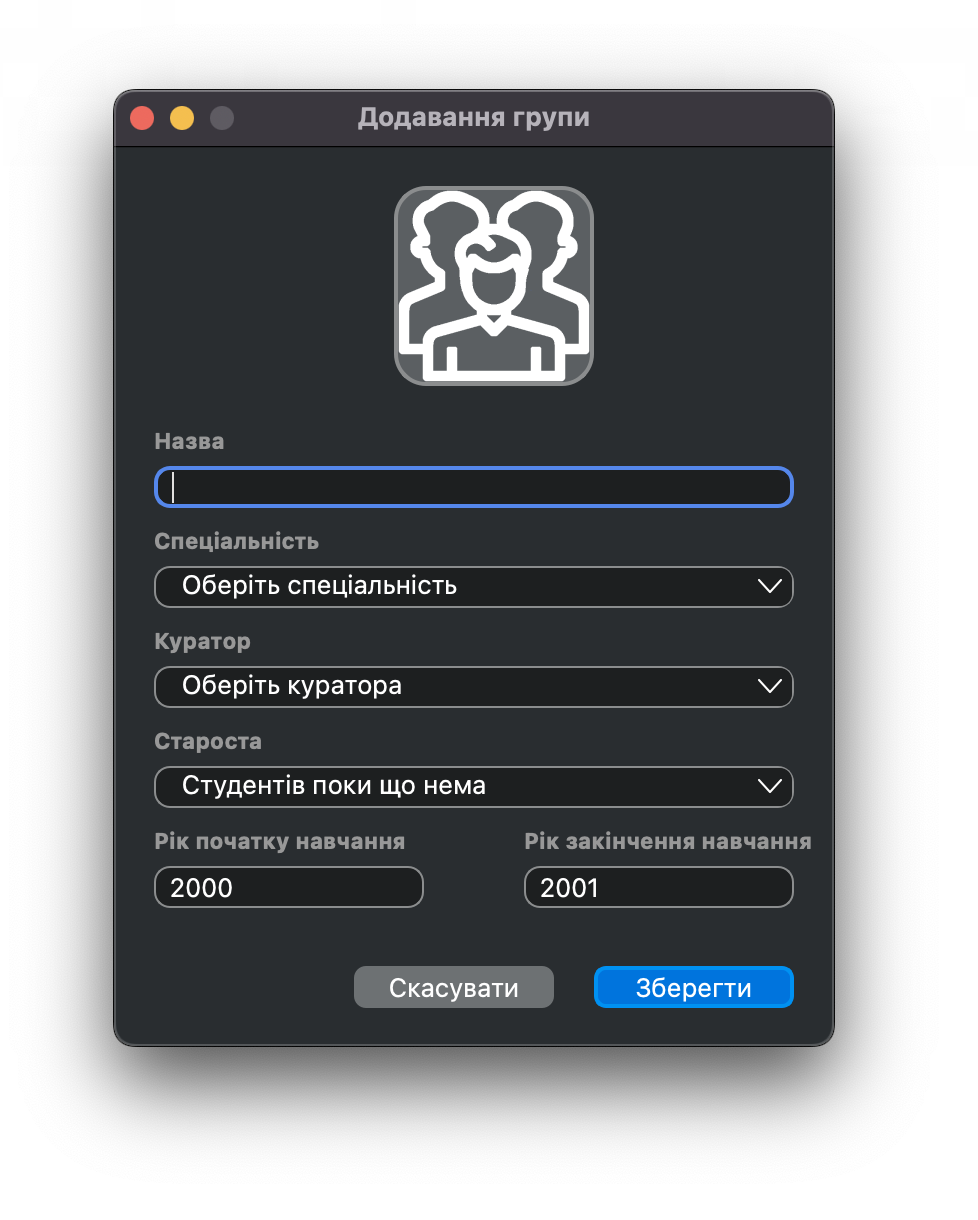 Додавання групи
Назва
Спеціальність
Оберіть спеціальність
Куратор
Оберіть куратора
Староста
Студентів поки що нема
Рік початку навчання Рік закінчення навчання
2000 2001
Скасувати Зберегти